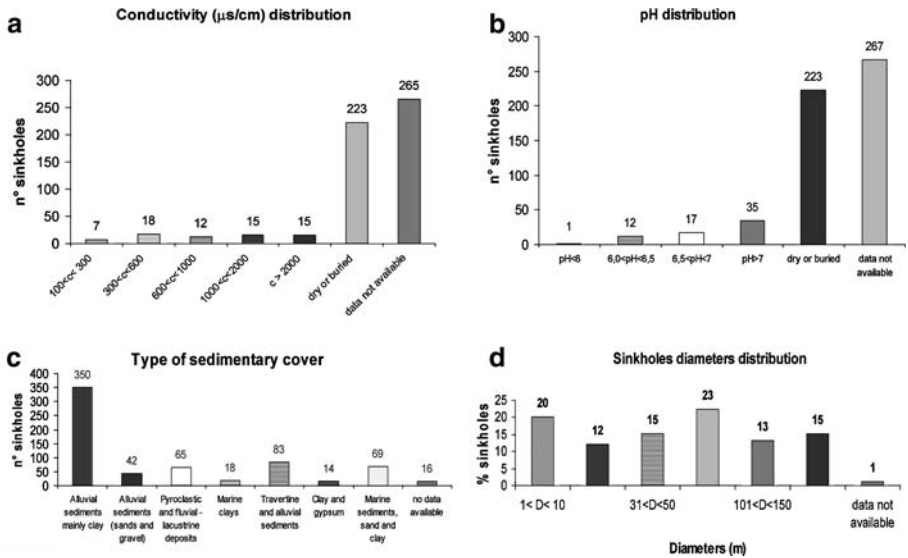 a
Conductivity (μs/cm) distribution
n° sinkholes
300
250
200
150
100
50
0
7
18
12
15
15
223
265
100<c< 300
300<c<600
600<c<1000
1000<c<2000
c > 2000
dry or buried
data not available
b
pH distribution
n° sinkholes
300
250
200
150
100
50
0
1
12
17
35
223
267
pH<6
6,0<pH<6,5
6,5<pH<7
pH>7
dry or buried
data not
available
c
Type of sedimentary cover
n° sinkholes
400
350
300
250
200
150
100
50
0
350
42
65
18
83
14
69
16
Alluvial
sediments
mainly clay
Alluvial
sediments
(sands and
gravel)
Pyroclastic
and fluvial -
lacustrine
deposits
Marine
clays
Travertine
and alluvial
sediments
Clay and
gypsum
Marine
sediments,
sand and
clay
no data
available
d
Sinkholes diameters distribution
% sinkholes
25
20
15
10
5
0
20
12
15
23
13
15
1
1< D< 10
31<D<50
101<D<150
data not
available
Diameters (m)